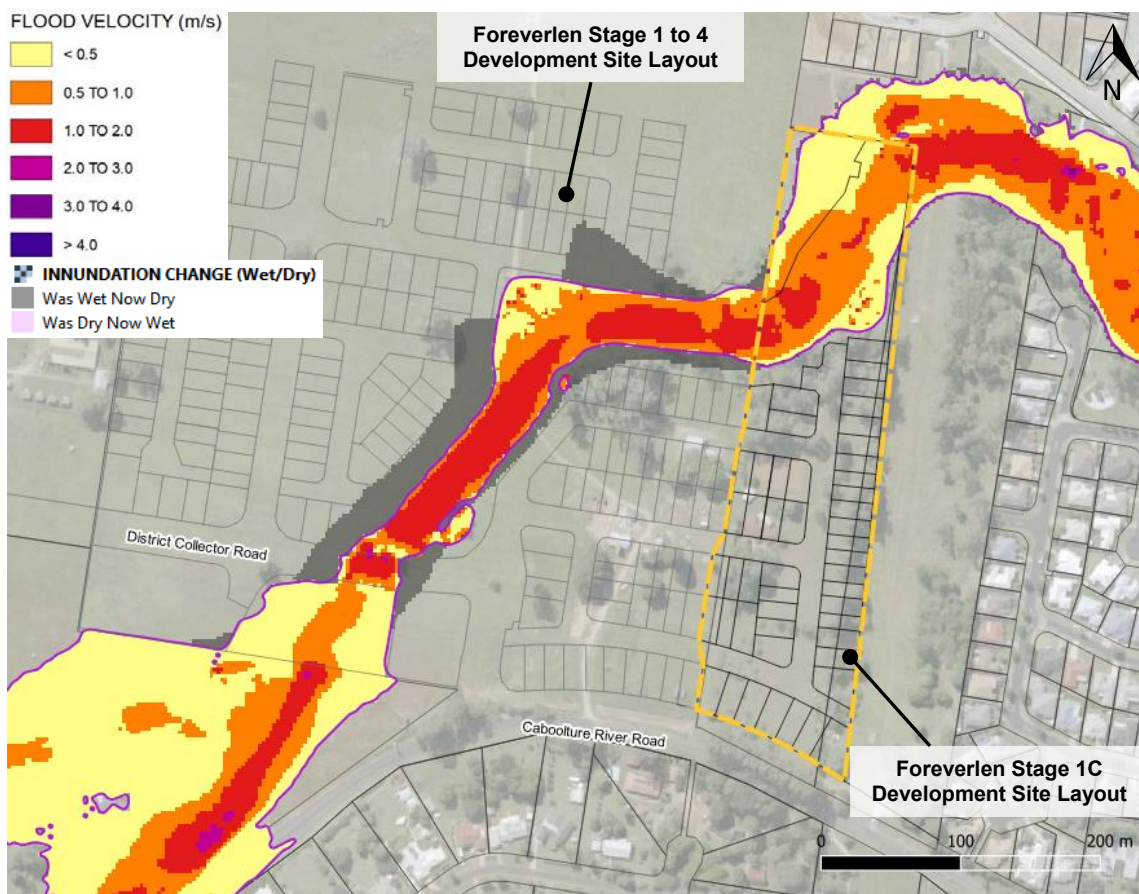 FLOOD VELOCITY (m/s)
< 0.5
0.5 TO 1.0
1.0 TO 2.0
2.0 TO 3.0
3.0 TO 4.0
> 4.0
INNUNDATION CHANGE (Wet/Dry)
Was Wet Now Dry
Was Dry Now Wet
Foreverlen Stage 1 to 4
Development Site Layout
N
District Collector Road
Caboolture River Road
Foreverlen Stage 1C
Development Site Layout
0 100 200 m